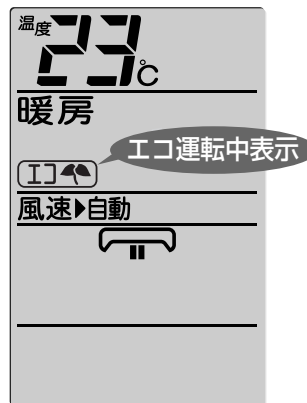 温度 23℃
暖房
エコ運転中表示
エコ
風速▶自動